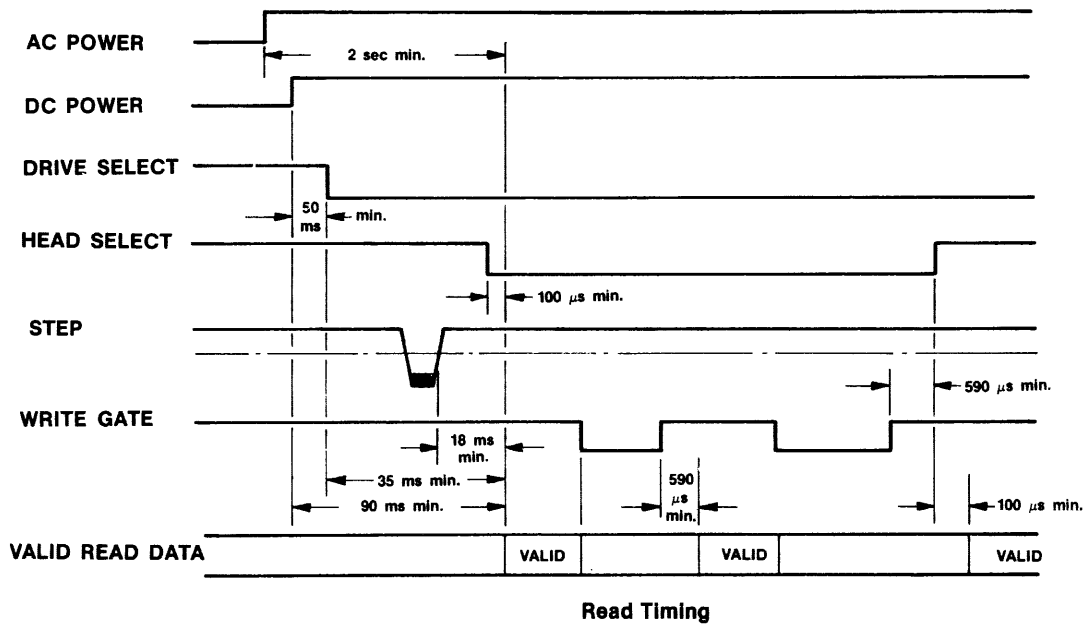 AC POWER
2 sec min.
DC POWER
DRIVE SELECT
50
ms
min.
HEAD SELECT
100 μs min.
STEP
590 μs min.
WRITE GATE
18 ms
min.
35 ms min.
590
μs
min.
90 ms min.
100 μs min.
VALID READ DATA
VALID
VALID
VALID
Read Timing